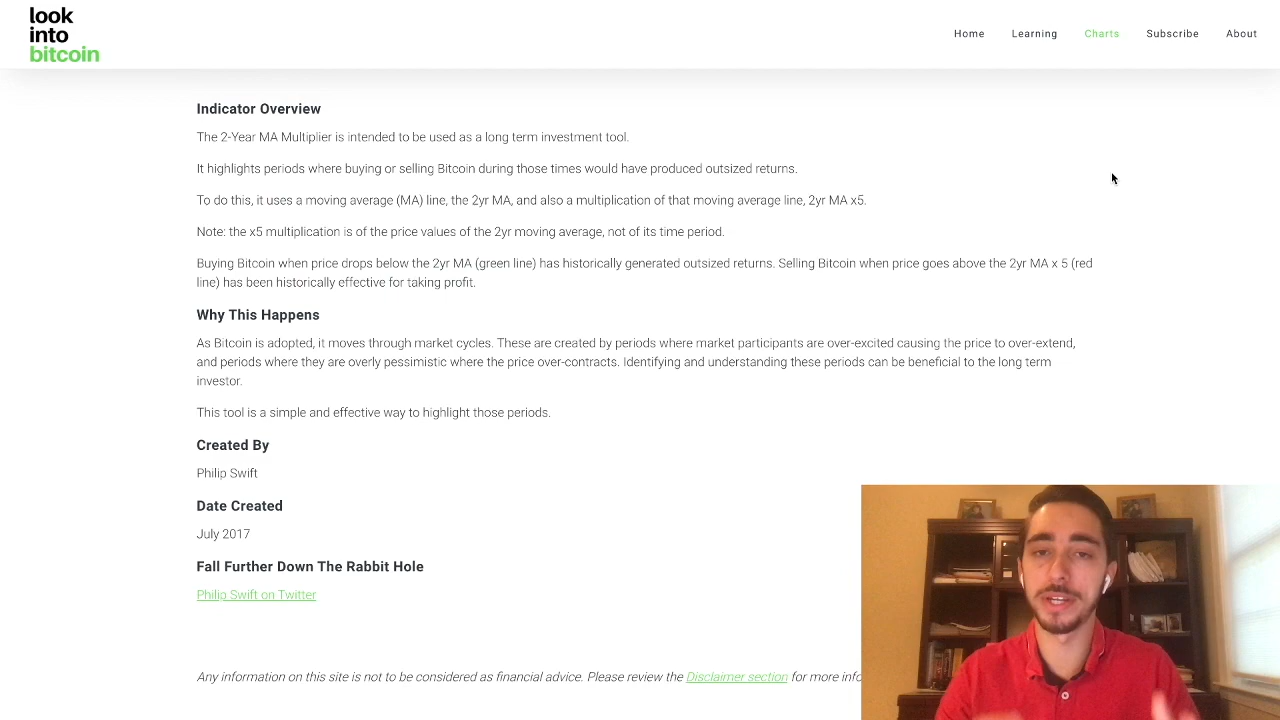 look
into
bitcoin
Home Learning Charts Subscribe About
Indicator Overview
The 2-Year MA Multiplier is intended to be used as a long term investment tool.
It highlights periods where buying or selling Bitcoin during those times would have produced outsized returns.
To do this, it uses a moving average (MA) line, the 2yr MA, and also a multiplication of that moving average line, 2yr MA x5.
Note: the x5 multiplication is of the price values of the 2yr moving average, not of its time period.
Buying Bitcoin when price drops below the 2yr MA (green line) has historically generated outsized returns. Selling Bitcoin when price goes above the 2yr MA x 5 (red
line) has been historically effective for taking profit.
Why This Happens
As Bitcoin is adopted, it moves through market cycles. These are created by periods where market participants are over-excited causing the price to over-extend,
and periods where they are overly pessimistic where the price over-contracts. Identifying and understanding these periods can be beneficial to the long term
investor.
This tool is a simple and effective way to highlight those periods.
Created By
Philip Swift
Date Created
July 2017
Fall Further Down The Rabbit Hole
Philip Swift on Twitter
Any information on this site is not to be considered as financial advice. Please review the Disclaimer section for more info